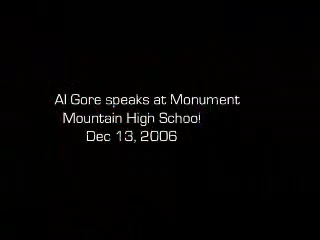 Al Gore speaks at Monument
Mountain High School
Dec 13, 2006